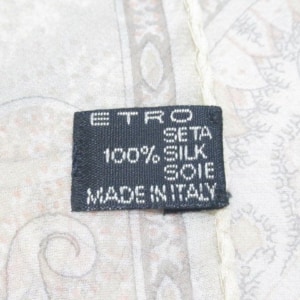 ETRO
SETA
100% SILK
SOIE
MADE IN ITALY